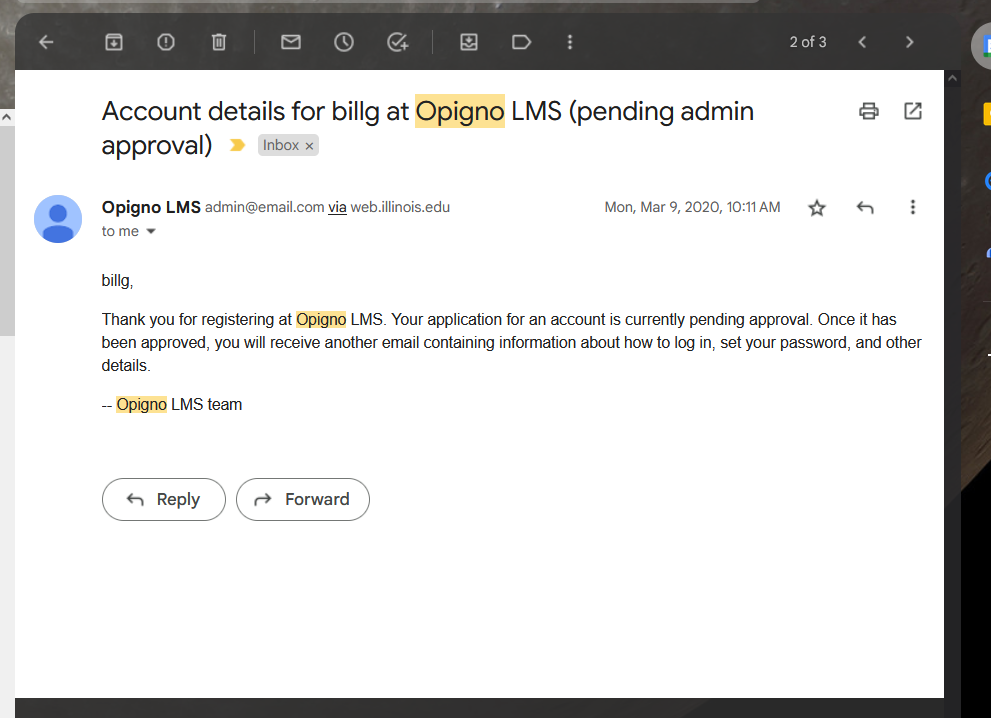 2 of 3
Account details for billg at Opigno LMS (pending admin
approval)
Inbox ×
Opigno LMS admin@email.com via web.illinois.edu
Mon, Mar 9, 2020, 10:11 AM
to me
billg,
Thank you for registering at Opigno LMS. Your application for an account is currently pending approval. Once it has
been approved, you will receive another email containing information about how to log in, set your password, and other
details.
-- Opigno LMS team
Reply
Forward